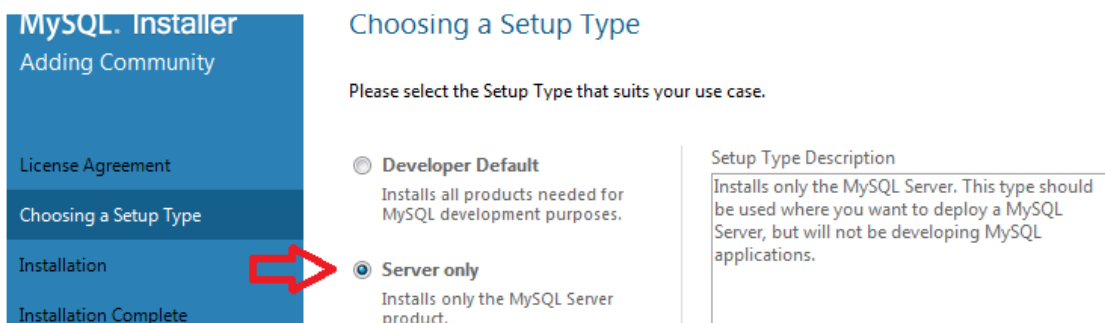 MySQL. Installer
Adding Community
License Agreement
Choosing a Setup Type
Installation
Installation Complete
Choosing a Setup Type
Please select the Setup Type that suits your use case.
Developer Default
Installs all products needed for
MySQL development purposes.
Server only
Installs only the MySQL Server
product.
Setup Type Description
Installs only the MySQL Server. This type should
be used where you want to deploy a MySQL
Server, but will not be developing MySQL
applications.